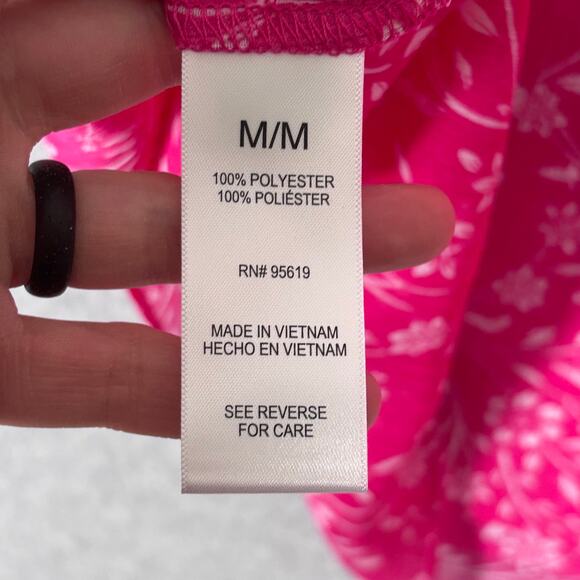 M/M
100% POLYESTER
100% POLIÉSTER
RN# 95619
MADE IN VIETNAM
HECHO EN VIETNAM
SEE REVERSE
FOR CARE